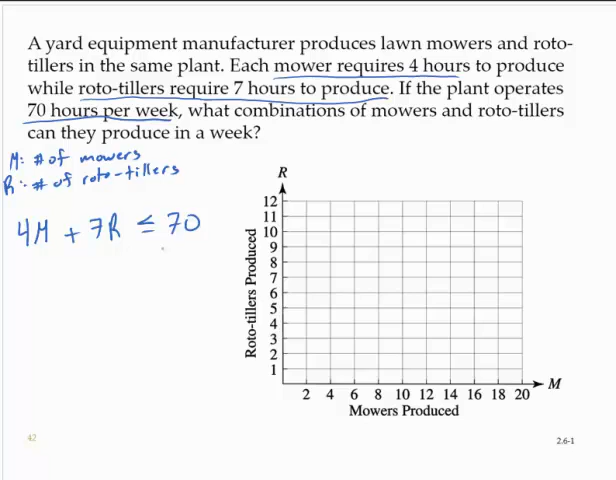 A yard equipment manufacturer produces lawn mowers and roto-
tillers in the same plant. Each mower requires 4 hours to produce
while roto-tillers require 7 hours to produce. If the plant operates
70 hours per week, what combinations of mowers and roto-tillers
can they produce in a week?
M: # of mowers
R: # of roto-tillers
4M + 7R ≤ 70
R
12
11
10
9
8
7
6
5
4
3
2
1
Roto-tillers Produced
2 4 6 8 10 12 14 16 18 20
M
Mowers Produced
42
2.6-1